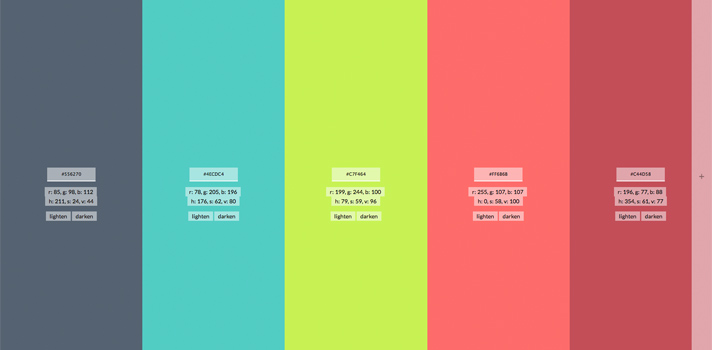 #556270
r: 85, g: 98, b: 112
h: 211, s: 24, v: 44
lighten darken
#4ECDC4
r: 78, g: 205, b: 196
h: 176, s: 62, v: 80
lighten darken
#C7F464
r: 199, g: 244, b: 100
h: 79, s: 59, v: 96
lighten darken
#FF6B6B
r: 255, g: 107, b: 107
h: 0, s: 58, v: 100
lighten darken
#C44D58
r: 196, g: 77, b: 88
h: 354, s: 61, v: 77
lighten darken
+